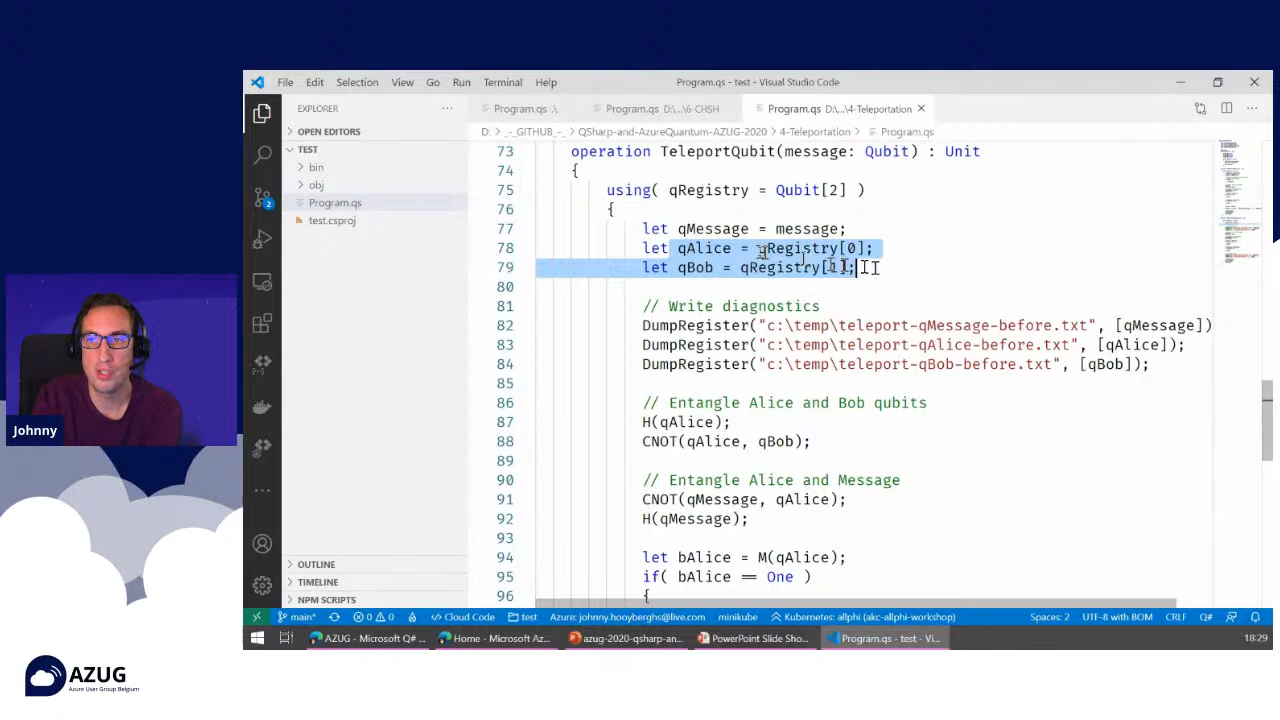 File Edit Selection View Go Run Terminal Help
Program.qs - test - Visual Studio Code
EXPLORER
Program.qs .\
Program.qs D:\...\6-CHSH
Program.qs D:\...\4-Teleportation
OPEN EDITORS
D: > _-_GITHUB_-_ > QSharp-and-AzureQuantum-AZUG-2020 > 4-Teleportation > Program.qs
TEST
bin
obj
Program.qs
test.csproj
2
73 operation TeleportQubit(message: Qubit) : Unit
74 {
75 using( qRegistry = Qubit[2] )
76 {
77 let qMessage = message;
78 let qAlice = qRegistry[0];
79 let qBob = qRegistry[1];
80
81 // Write diagnostics
82 DumpRegister("c:\temp\teleport-qMessage-before.txt", [qMessage])
83 DumpRegister("c:\temp\teleport-qAlice-before.txt", [qAlice]);
84 DumpRegister("c:\temp\teleport-qBob-before.txt", [qBob]);
85
86 // Entangle Alice and Bob qubits
87 H(qAlice);
88 CNOT(qAlice, qBob);
89
90 // Entangle Alice and Message
91 CNOT(qMessage, qAlice);
92 H(qMessage);
93
94 let bAlice = M(qAlice);
95 if( bAlice == One )
96 {
OUTLINE
TIMELINE
NPM SCRIPTS
Johnny
main* 0 0 Cloud Code test Azure: johnny.hooyberghs@live.com minikube Kubernetes: allphi (akc-allphi-workshop) Spaces: 2 UTF-8 with BOM CRLF Q#
AZUG - Microsoft Q# ... Home - Microsoft Az... azug-2020-qsharp-an... PowerPoint Slide Sho... Program.qs - test - Vi... 18:29
AZUG
Azure User Group Belgium